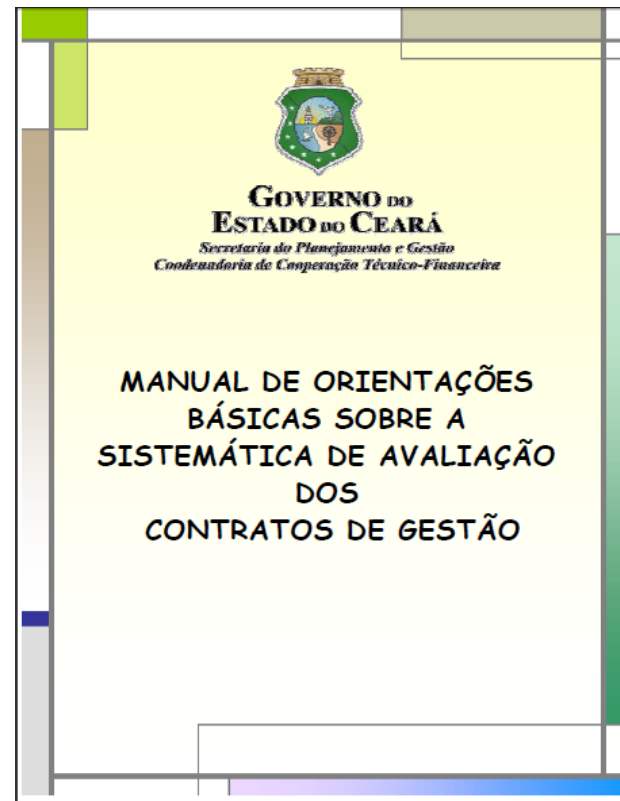 GOVERNO DO
ESTADO DO CEARÁ
Secretaria do Planejamento e Gestão
Coodenadoria de Cooperação Técnico-Financeira
MANUAL DE ORIENTAÇÕES
BÁSICAS SOBRE A
SISTEMÁTICA DE AVALIAÇÃO
DOS
CONTRATOS DE GESTÃO